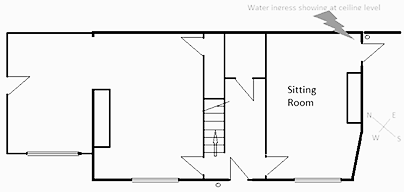 Water ingress showing at ceiling level
Sitting
Room
N
E
W
S